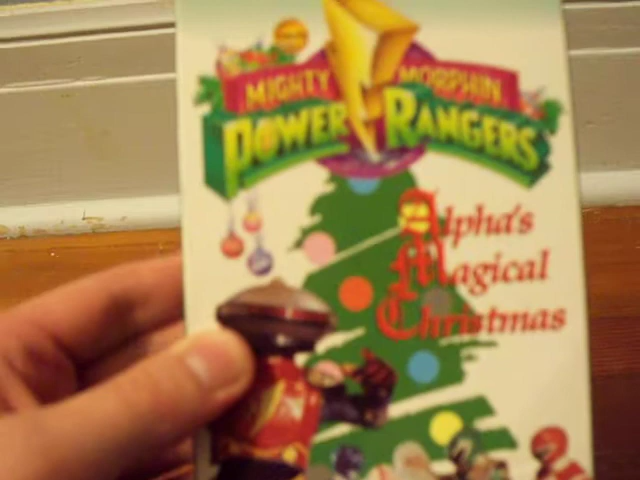 MIGHTY MORPHIN
POWER RANGERS
Alpha's
Magical
Christmas